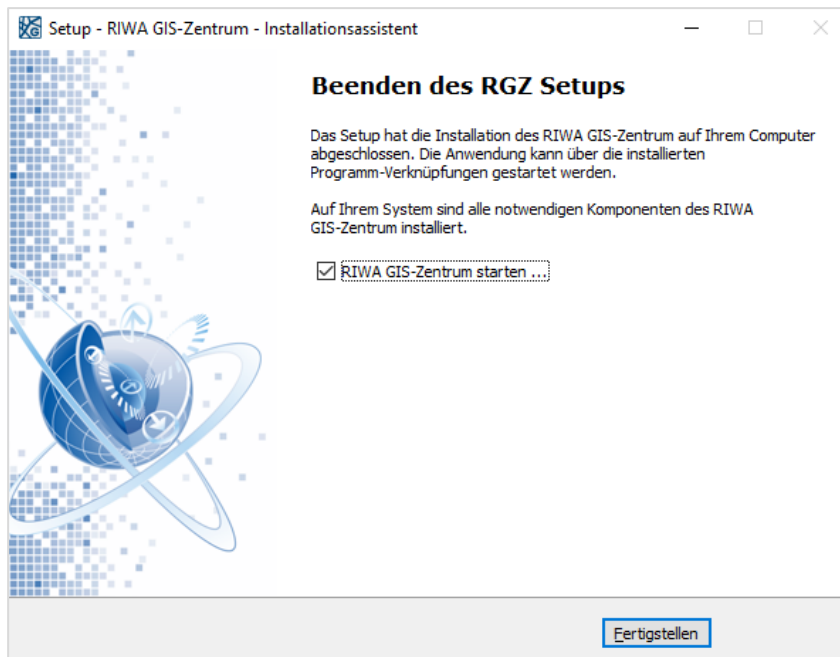 Setup - RIWA GIS-Zentrum - Installationsassistent
Beenden des RGZ Setups
Das Setup hat die Installation des RIWA GIS-Zentrum auf Ihrem Computer
abgeschlossen. Die Anwendung kann über die installierten
Programm-Verknüpfungen gestartet werden.
Auf Ihrem System sind alle notwendigen Komponenten des RIWA
GIS-Zentrum installiert.
RIWA GIS-Zentrum starten ...
Fertigstellen